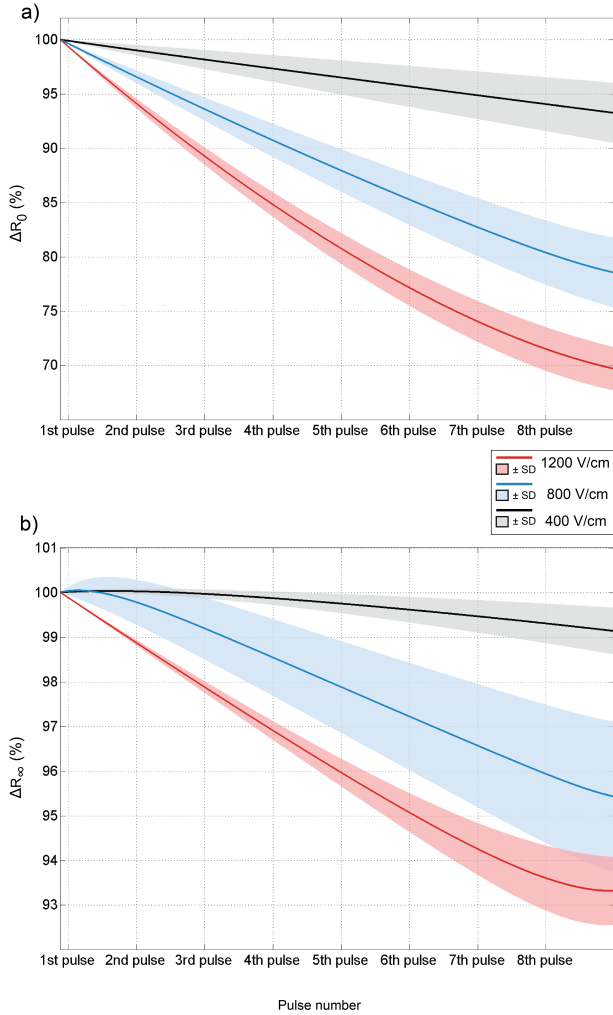 a)
100
95
90
85
80
75
70
ΔR0 (%)
1st pulse 2nd pulse 3rd pulse 4th pulse 5th pulse 6th pulse 7th pulse 8th pulse
± SD 1200 V/cm
± SD 800 V/cm
± SD 400 V/cm
b)
101
100
99
98
97
96
95
94
93
ΔR∞ (%)
1st pulse 2nd pulse 3rd pulse 4th pulse 5th pulse 6th pulse 7th pulse 8th pulse
Pulse number